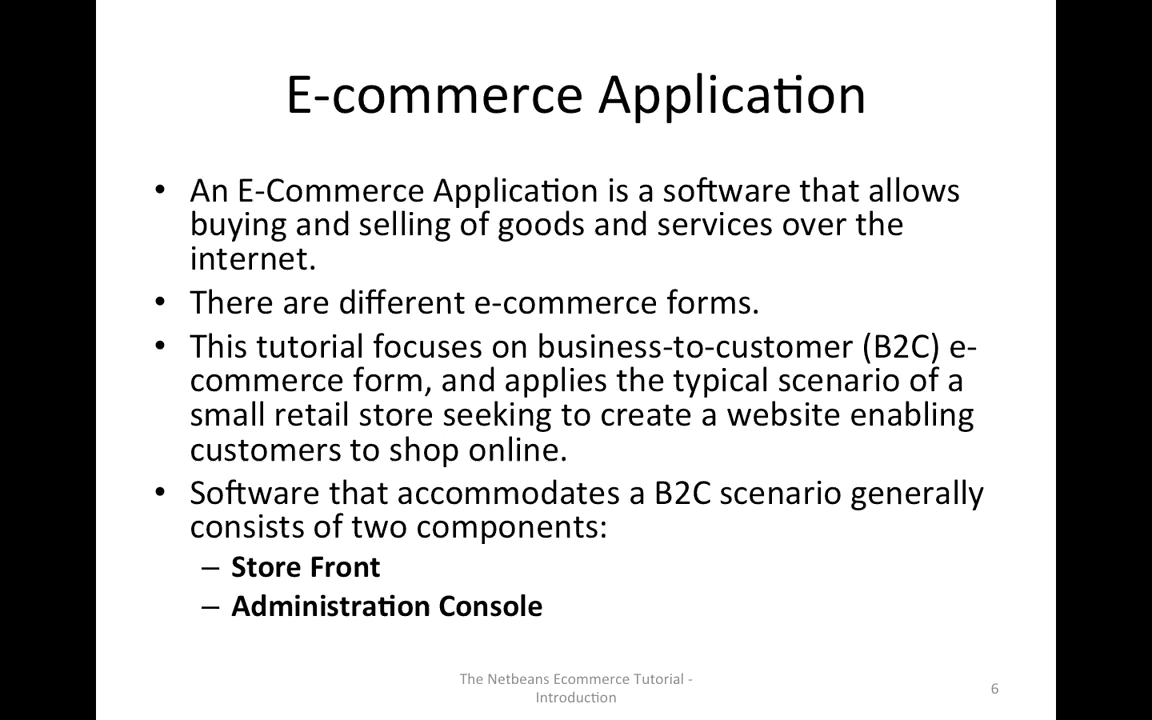 E-commerce Application
• An E-Commerce Application is a software that allows
buying and selling of goods and services over the
internet.
• There are different e-commerce forms.
• This tutorial focuses on business-to-customer (B2C) e-
commerce form, and applies the typical scenario of a
small retail store seeking to create a website enabling
customers to shop online.
• Software that accommodates a B2C scenario generally
consists of two components:
– Store Front
– Administration Console
The Netbeans Ecommerce Tutorial -
Introduction
6